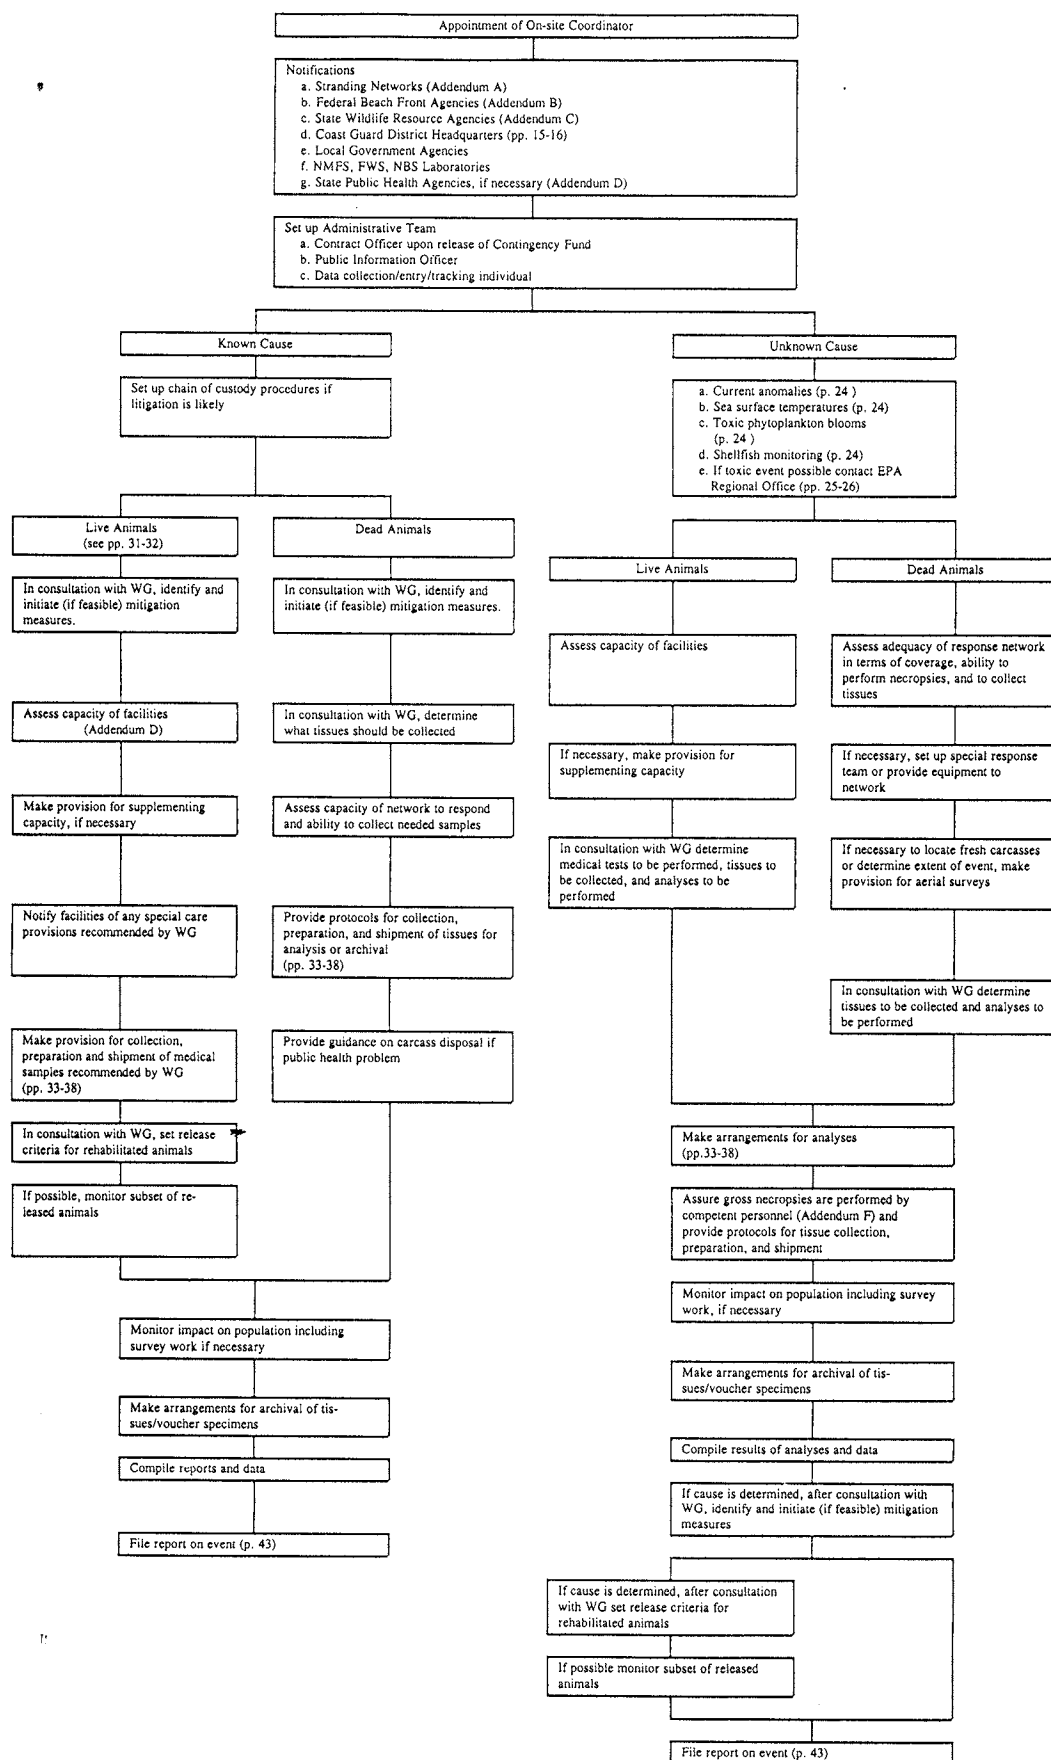 Appointment of On-site Coordinator
Notifications
a. Stranding Networks (Addendum A)
b. Federal Beach Front Agencies (Addendum B)
c. State Wildlife Resource Agencies (Addendum C)
d. Coast Guard District Headquarters (pp. 15-16)
e. Local Government Agencies
f. NMFS, FWS, NBS Laboratories
g. State Public Health Agencies, if necessary (Addendum D)
Set up Administrative Team
a. Contract Officer upon release of Contingency Fund
b. Public Information Officer
c. Data collection/entry/tracking individual
Known Cause
Set up chain of custody procedures if
litigation is likely
Live Animals
(see pp. 31-32)
In consultation with WG, identify and
initiate (if feasible) mitigation
measures.
Assess capacity of facilities
(Addendum D)
Make provision for supplementing
capacity, if necessary
Notify facilities of any special care
provisions recommended by WG
Make provision for collection,
preparation and shipment of medical
samples recommended by WG
(pp. 33-38)
In consultation with WG, set release
criteria for rehabilitated animals
If possible, monitor subset of re-
leased animals
Dead Animals
In consultation with WG, identify and
initiate (if feasible) mitigation measures.
In consultation with WG, determine
what tissues should be collected
Assess capacity of network to respond
and ability to collect needed samples
Provide protocols for collection,
preparation, and shipment of tissues for
analysis or archival
(pp. 33-38)
Provide guidance on carcass disposal if
public health problem
Monitor impact on population including
survey work if necessary
Make arrangements for archival of tis-
sues/voucher specimens
Compile reports and data
File report on event (p. 43)
Unknown Cause
a. Current anomalies (p. 24 )
b. Sea surface temperatures (p. 24)
c. Toxic phytoplankton blooms
(p. 24 )
d. Shellfish monitoring (p. 24)
e. If toxic event possible contact EPA
Regional Office (pp. 25-26)
Live Animals
Assess capacity of facilities
If necessary, make provision for
supplementing capacity
In consultation with WG determine
medical tests to be performed, tissues to
be collected, and analyses to be
performed
Dead Animals
Assess adequacy of response network
in terms of coverage, ability to
perform necropsies, and to collect
tissues
If necessary, set up special response
team or provide equipment to
network
If necessary to locate fresh carcasses
or determine extent of event, make
provision for aerial surveys
In consultation with WG determine
tissues to be collected and analyses to
be performed
Make arrangements for analyses
(pp.33-38)
Assure gross necropsies are performed by
competent personnel (Addendum F) and
provide protocols for tissue collection,
preparation, and shipment
Monitor impact on population including survey
work, if necessary
Make arrangements for archival of tis-
sues/voucher specimens
Compile results of analyses and data
If cause is determined, after consultation with
WG, identify and initiate (if feasible) mitigation
measures
If cause is determined, after consultation
with WG set release criteria for
rehabilitated animals
If possible monitor subset of released
animals
File report on event (p. 43)